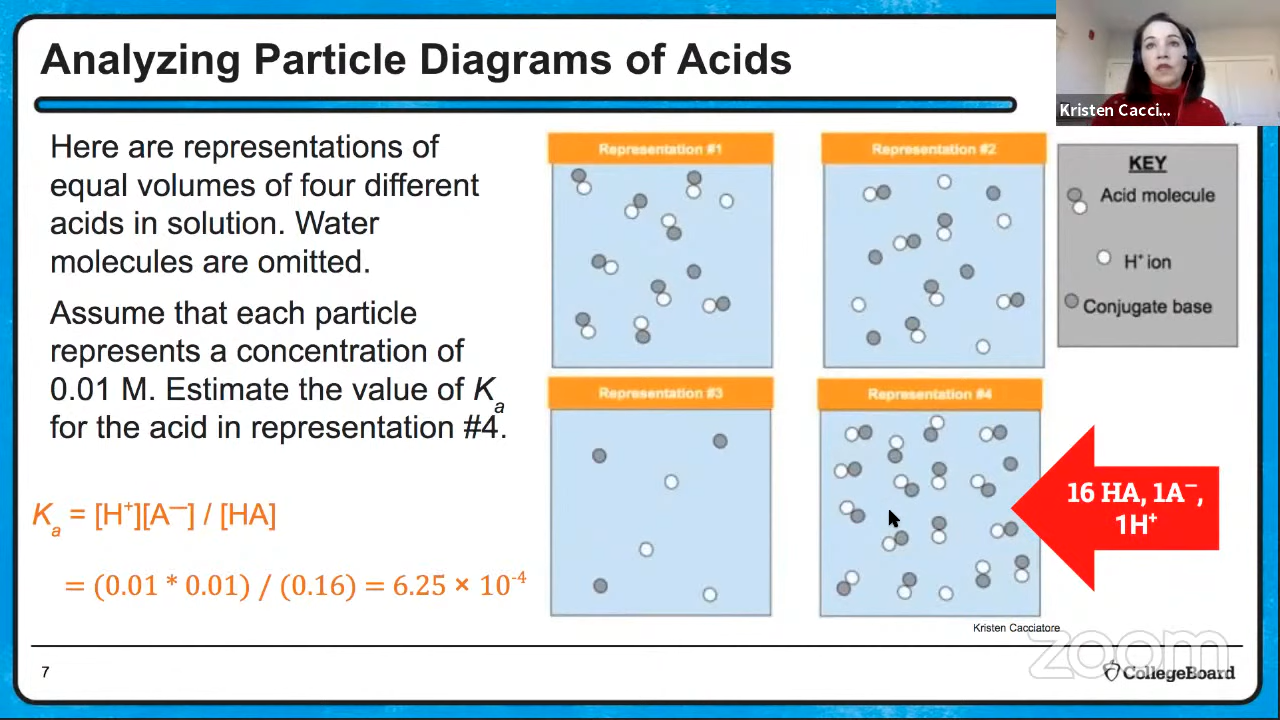 Analyzing Particle Diagrams of Acids
Kristen Cacci...
Here are representations of
equal volumes of four different
acids in solution. Water
molecules are omitted.
Assume that each particle
represents a concentration of
0.01 M. Estimate the value of Kₐ
for the acid in representation #4.
Kₐ = [H⁺][A⁻] / [HA]
= (0.01 * 0.01) / (0.16) = 6.25 × 10⁻⁴
Representation #1
Representation #2
Representation #3
Representation #4
KEY
Acid molecule
H⁺ ion
Conjugate base
16 HA, 1A⁻,
1H⁺
Kristen Cacciatore
zoom
7
CollegeBoard